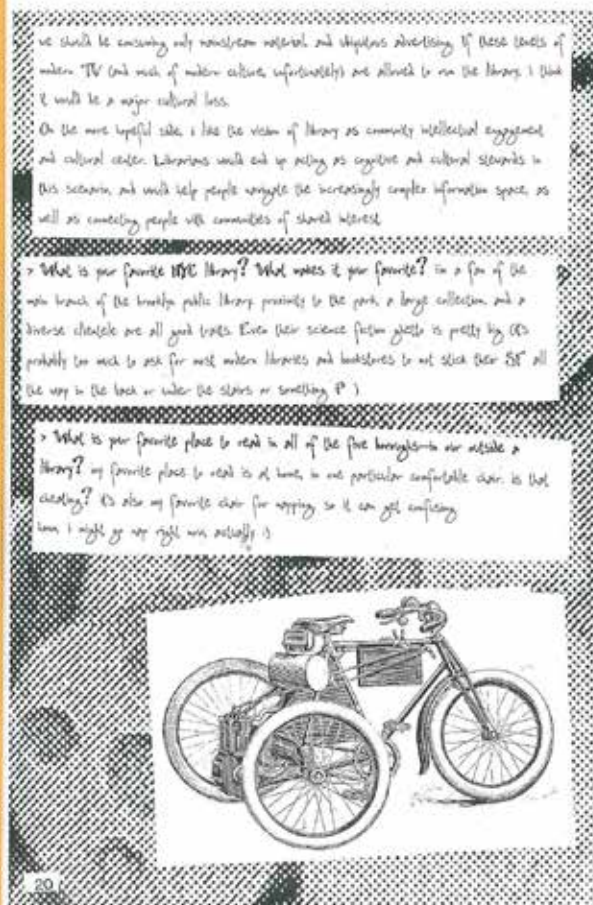 we should be consuming only mainstream material and ubiquitous advertising. If these levels of
modern TV (and much of modern culture, unfortunately) are allowed to run the library, i think
it would be a major cultural loss.
On the more hopeful side, i like the vision of library as community intellectual engagement
and cultural center. Librarians would end up acting as cognitive and cultural stewards in
this scenario, and would help people navigate the increasingly complex information space, as
well as connecting people with communities of shared interest.
> What is your favorite NYC library? What makes it your favorite? i'm a fan of the
main branch of the brooklyn public library. proximity to the park, a large collection, and a
diverse clientele are all good traits. Even their science fiction ghetto is pretty big (it's
probably too much to ask for most modern libraries and bookstores to not stick their SF all
the way in the back or under the stairs or something :P )
> What is your favorite place to read in all of the five boroughs—in our outside a
library? my favorite place to read is at home, in one particular comfortable chair. is that
cheating? it's also my favorite chair for napping, so it can get confusing.
hmm, i might go nap right now, actually :)
20